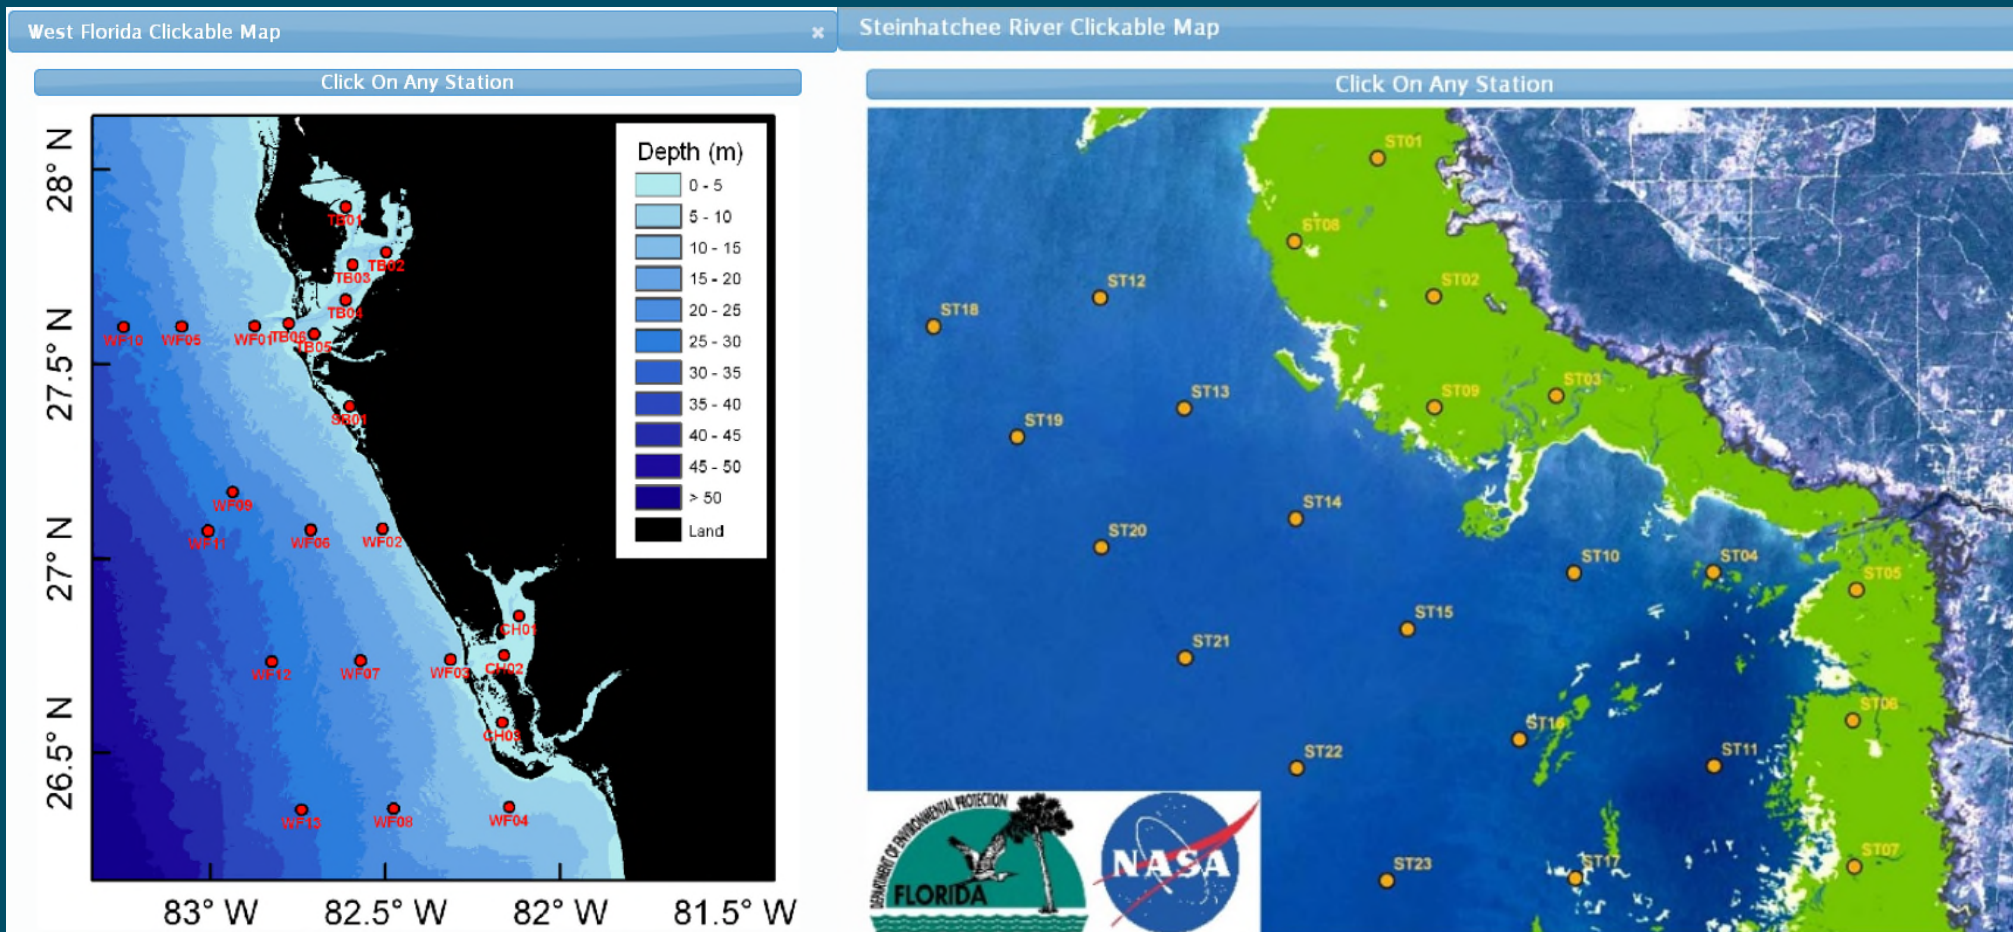 West Florida Clickable Map
×
Click On Any Station
28° N
27.5° N
27° N
26.5° N
83° W
82.5° W
82° W
81.5° W
Depth (m)
0 - 5
5 - 10
10 - 15
15 - 20
20 - 25
25 - 30
30 - 35
35 - 40
40 - 45
45 - 50
> 50
Land
TB01
TB02
TB03
TB04
WF10
WF05
WF01
TB06
TB05
SB01
WF09
WF11
WF06
WF02
CH01
WF12
WF07
WF03
CH02
CH03
WF13
WF08
WF04
Steinhatchee River Clickable Map
Click On Any Station
ST01
ST08
ST12
ST02
ST18
ST13
ST09
ST03
ST19
ST14
ST20
ST10
ST04
ST05
ST15
ST21
ST06
ST16
ST22
ST11
ST23
ST17
ST07
DEPARTMENT OF ENVIRONMENTAL PROTECTION
FLORIDA
NASA